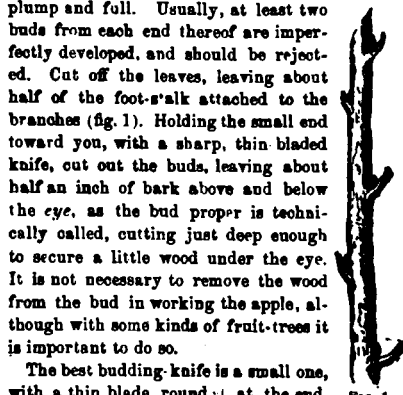 plump and full. Usually, at least two
buds from each end thereof are imper-
fectly developed, and should be reject-
ed. Cut off the leaves, leaving about
half of the foot-s'alk attached to the
branches (fig. 1). Holding the small end
toward you, with a sharp, thin-bladed
knife, cut out the buds, leaving about
half an inch of bark above and below
the eye, as the bud proper is techni-
cally called, cutting just deep enough
to secure a little wood under the eye.
It is not necessary to remove the wood
from the bud in working the apple, al-
though with some kinds of fruit-trees it
is important to do so.
The best budding-knife is a small one,
with a thin blade, round at the end